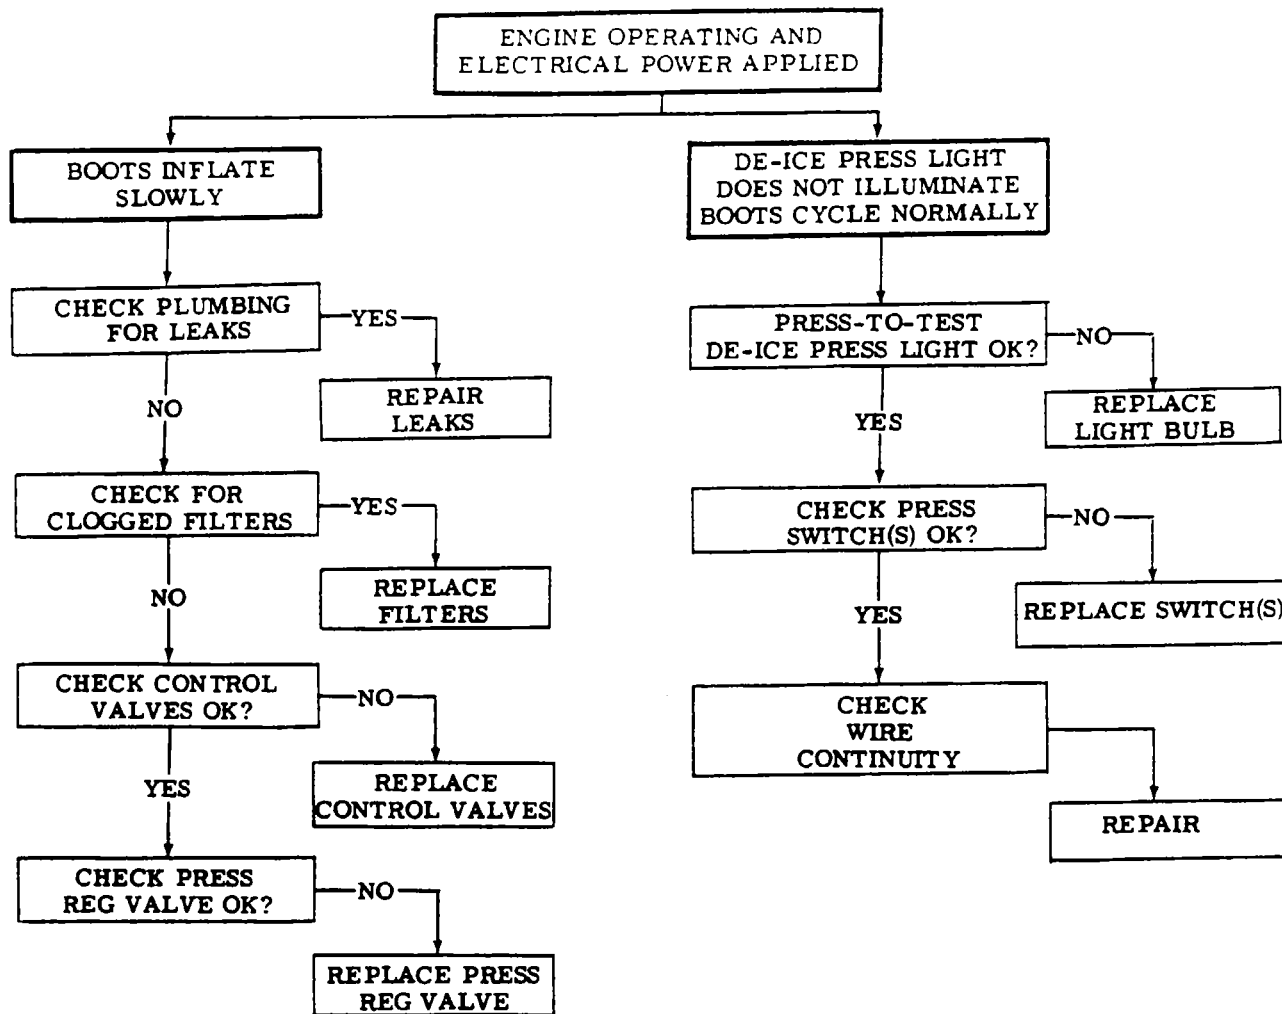 ENGINE OPERATING AND
ELECTRICAL POWER APPLIED
BOOTS INFLATE
SLOWLY
CHECK PLUMBING
FOR LEAKS
YES
REPAIR
LEAKS
NO
CHECK FOR
CLOGGED FILTERS
YES
REPLACE
FILTERS
NO
CHECK CONTROL
VALVES OK?
NO
REPLACE
CONTROL VALVES
YES
CHECK PRESS
REG VALVE OK?
NO
REPLACE PRESS
REG VALVE
DE-ICE PRESS LIGHT
DOES NOT ILLUMINATE
BOOTS CYCLE NORMALLY
PRESS-TO-TEST
DE-ICE PRESS LIGHT OK?
NO
REPLACE
LIGHT BULB
YES
CHECK PRESS
SWITCH(S) OK?
NO
REPLACE SWITCH(S)
YES
CHECK
WIRE
CONTINUITY
REPAIR